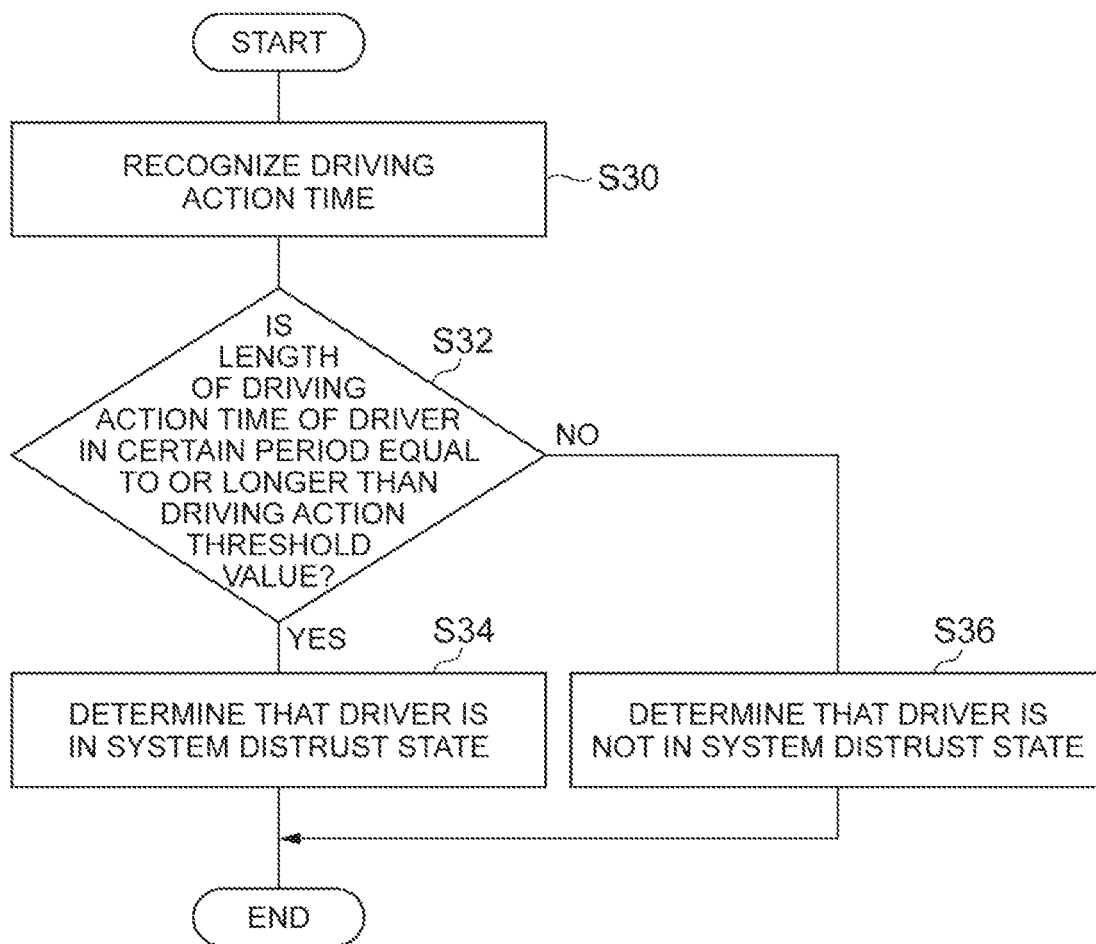 START
RECOGNIZE DRIVING
ACTION TIME
S30
IS
LENGTH
OF DRIVING
ACTION TIME OF DRIVER
IN CERTAIN PERIOD EQUAL
TO OR LONGER THAN
DRIVING ACTION
THRESHOLD
VALUE?
S32
NO
YES
S34
DETERMINE THAT DRIVER IS
IN SYSTEM DISTRUST STATE
S36
DETERMINE THAT DRIVER IS
NOT IN SYSTEM DISTRUST STATE
END